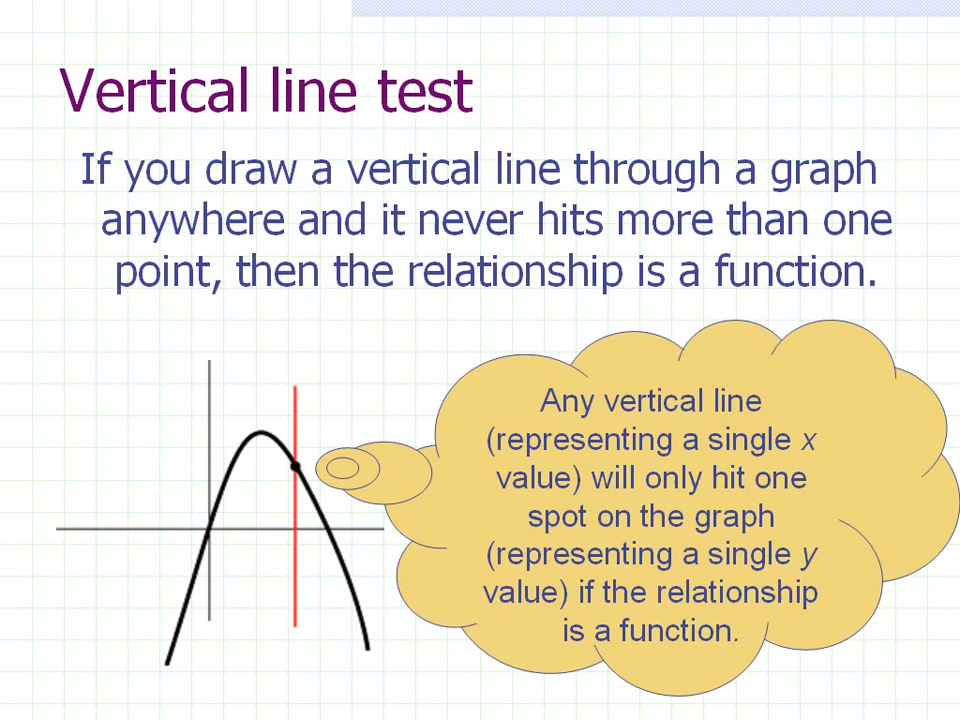 Vertical line test
If you draw a vertical line through a graph
anywhere and it never hits more than one
point, then the relationship is a function.
Any vertical line
(representing a single x
value) will only hit one
spot on the graph
(representing a single y
value) if the relationship
is a function.